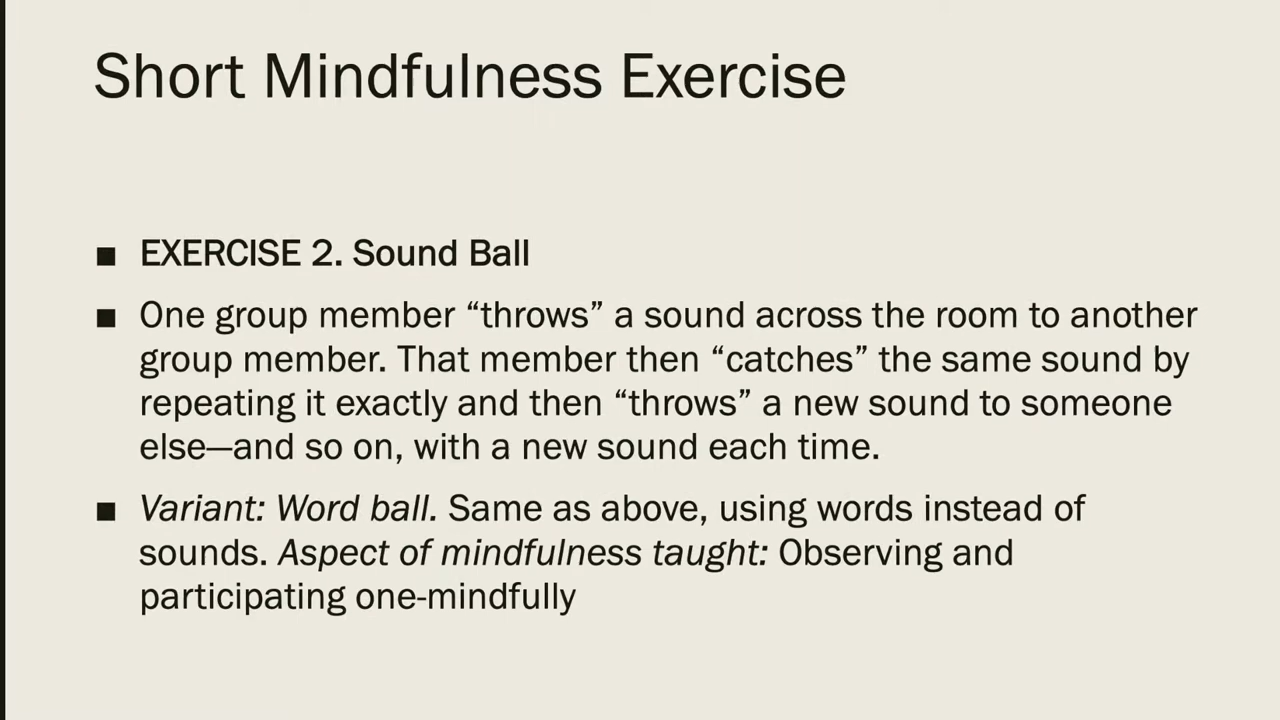 Short Mindfulness Exercise
■ EXERCISE 2. Sound Ball
■ One group member “throws” a sound across the room to another
group member. That member then “catches” the same sound by
repeating it exactly and then “throws” a new sound to someone
else—and so on, with a new sound each time.
■ Variant: Word ball. Same as above, using words instead of
sounds. Aspect of mindfulness taught: Observing and
participating one-mindfully